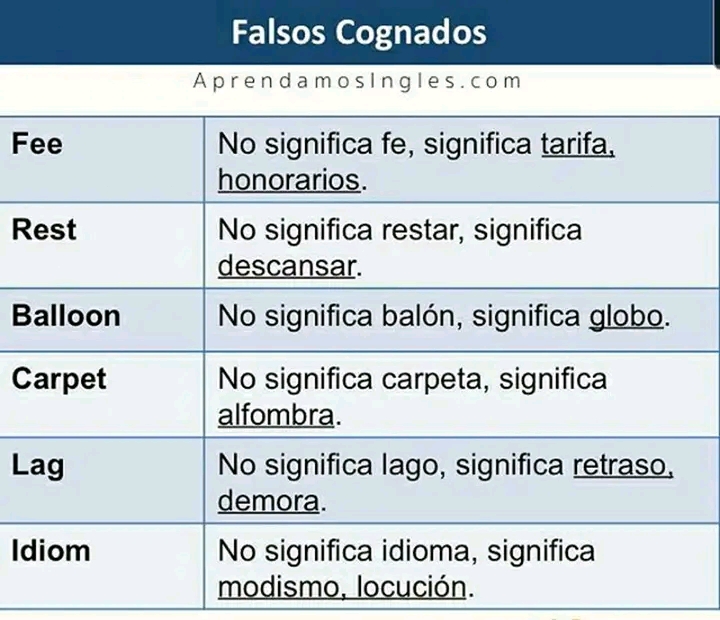 Falsos Cognados
AprendamosIngles.com
Fee
No significa fe, significa tarifa,
honorarios.
Rest
No significa restar, significa
descansar.
Balloon
No significa balón, significa globo.
Carpet
No significa carpeta, significa
alfombra.
Lag
No significa lago, significa retraso,
demora.
Idiom
No significa idioma, significa
modismo, locución.